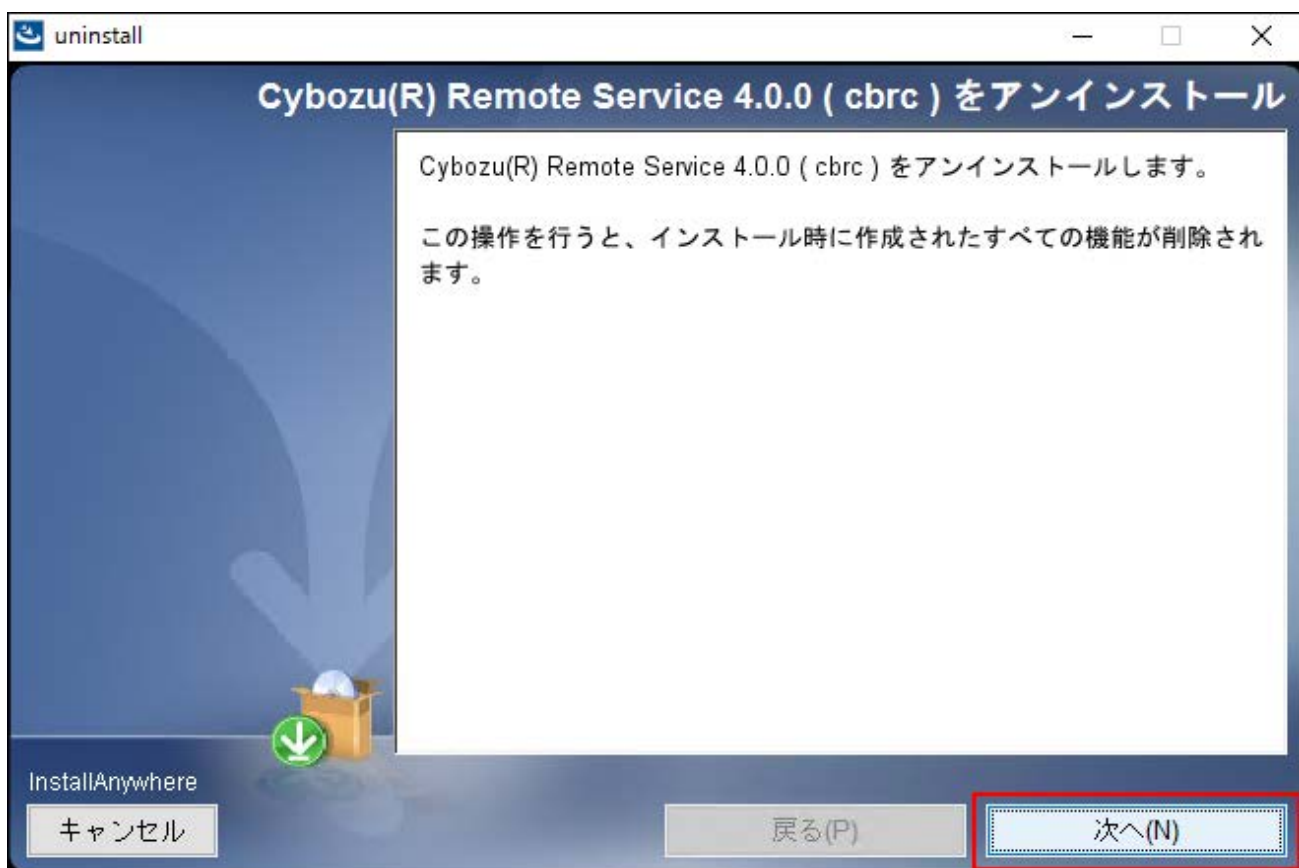 uninstall
Cybozu(R) Remote Service 4.0.0 ( cbrc ) をアンインストール
Cybozu(R) Remote Service 4.0.0 ( cbrc ) をアンインストールします。
この操作を行うと、インストール時に作成されたすべての機能が削除され
ます。
InstallAnywhere
キャンセル
戻る(P)
次へ(N)